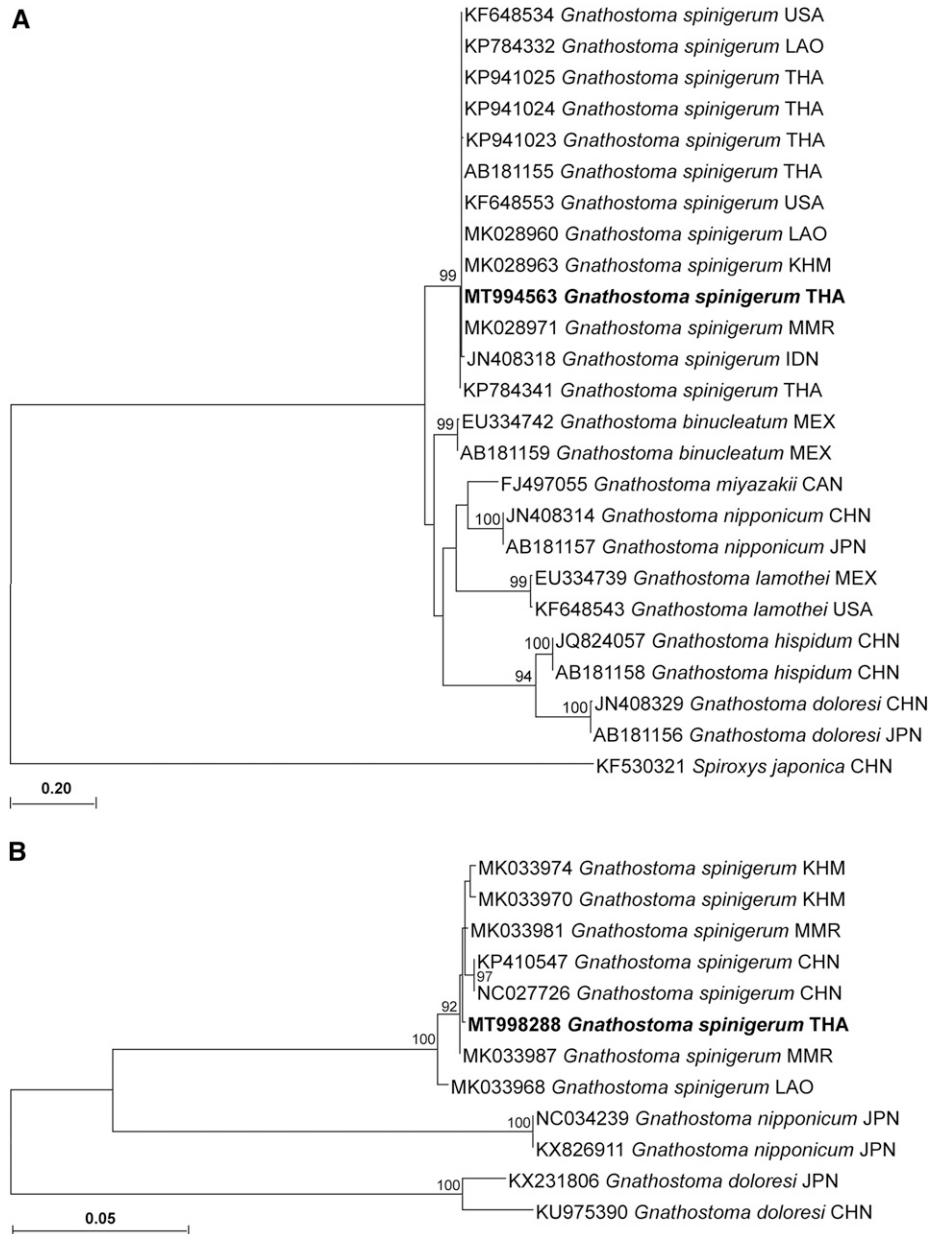 A
KF648534 Gnathostoma spinigerum USA
KP784332 Gnathostoma spinigerum LAO
KP941025 Gnathostoma spinigerum THA
KP941024 Gnathostoma spinigerum THA
KP941023 Gnathostoma spinigerum THA
AB181155 Gnathostoma spinigerum THA
KF648553 Gnathostoma spinigerum USA
MK028960 Gnathostoma spinigerum LAO
MK028963 Gnathostoma spinigerum KHM
99
MT994563 Gnathostoma spinigerum THA
MK028971 Gnathostoma spinigerum MMR
JN408318 Gnathostoma spinigerum IDN
KP784341 Gnathostoma spinigerum THA
99 EU334742 Gnathostoma binucleatum MEX
AB181159 Gnathostoma binucleatum MEX
FJ497055 Gnathostoma miyazakii CAN
100 JN408314 Gnathostoma nipponicum CHN
AB181157 Gnathostoma nipponicum JPN
99 EU334739 Gnathostoma lamothei MEX
KF648543 Gnathostoma lamothei USA
100 JQ824057 Gnathostoma hispidum CHN
94 AB181158 Gnathostoma hispidum CHN
100 JN408329 Gnathostoma doloresi CHN
AB181156 Gnathostoma doloresi JPN
KF530321 Spiroxys japonica CHN
0.20
B
MK033974 Gnathostoma spinigerum KHM
MK033970 Gnathostoma spinigerum KHM
MK033981 Gnathostoma spinigerum MMR
KP410547 Gnathostoma spinigerum CHN
97
NC027726 Gnathostoma spinigerum CHN
92
MT998288 Gnathostoma spinigerum THA
100
MK033987 Gnathostoma spinigerum MMR
MK033968 Gnathostoma spinigerum LAO
100 NC034239 Gnathostoma nipponicum JPN
KX826911 Gnathostoma nipponicum JPN
100 KX231806 Gnathostoma doloresi JPN
KU975390 Gnathostoma doloresi CHN
0.05